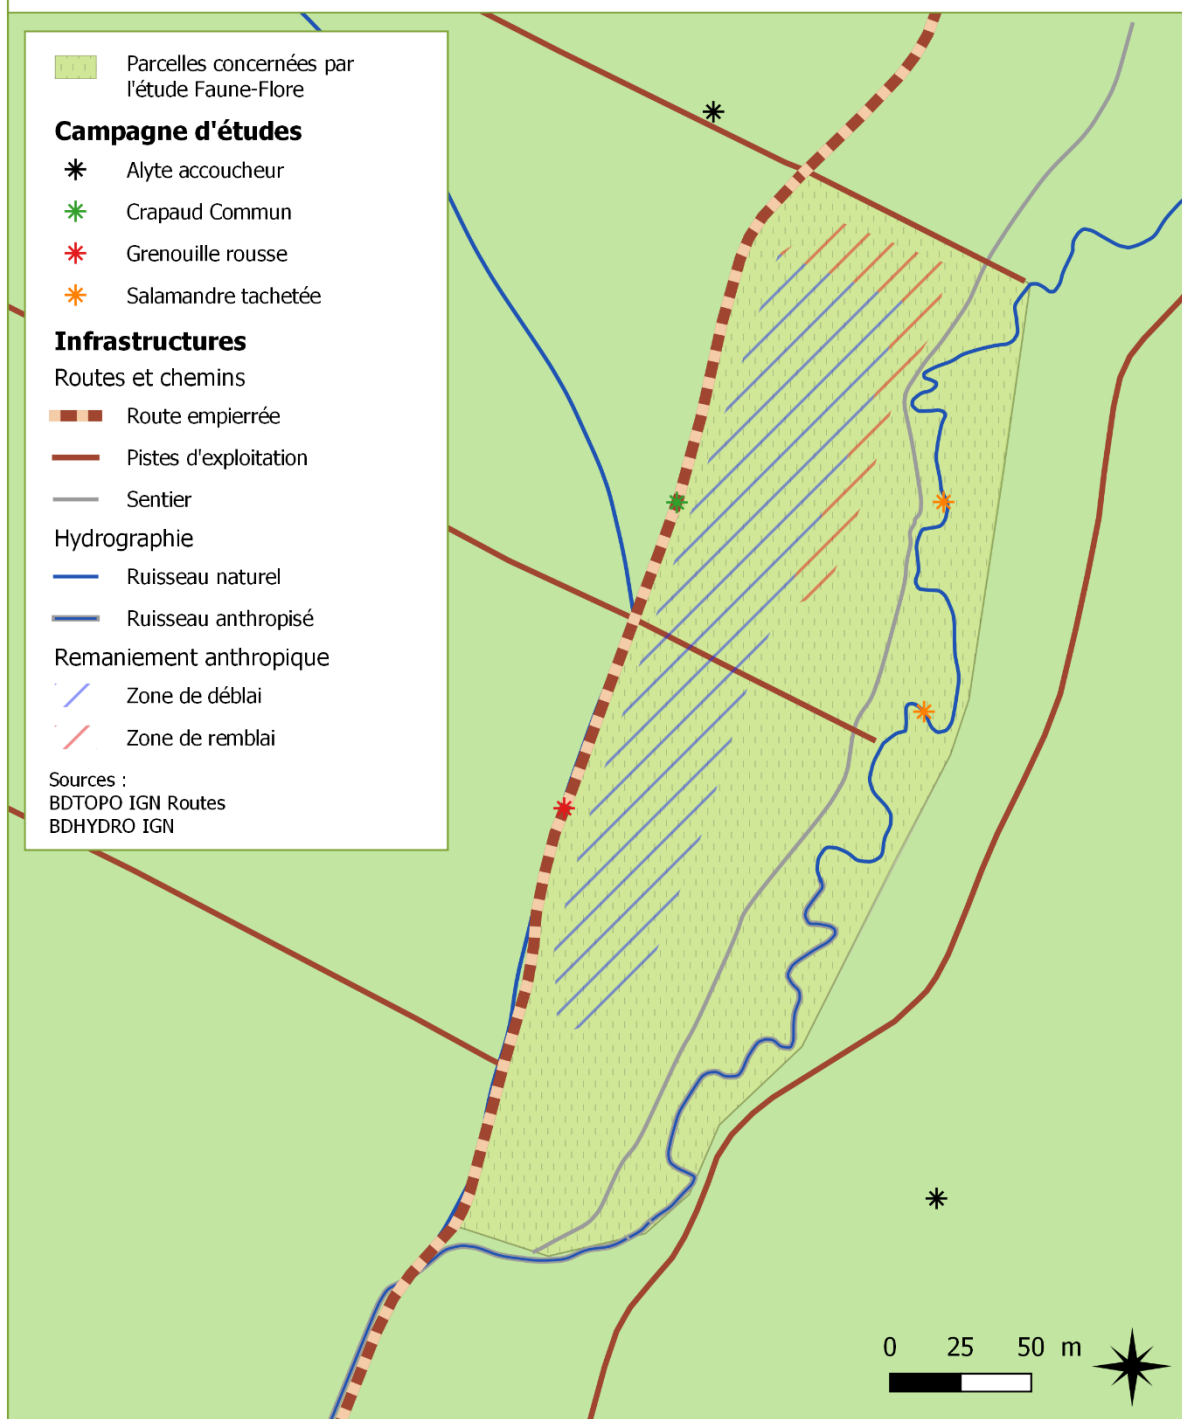 Parcelles concernées par
l'étude Faune-Flore
Campagne d'études
Alyte accoucheur
Crapaud Commun
Grenouille rousse
Salamandre tachetée
Infrastructures
Routes et chemins
Route empierrée
Pistes d'exploitation
Sentier
Hydrographie
Ruisseau naturel
Ruisseau anthropisé
Remaniement anthropique
Zone de déblai
Zone de remblai
Sources :
BDTOPO IGN Routes
BDHYDRO IGN
0 25 50 m